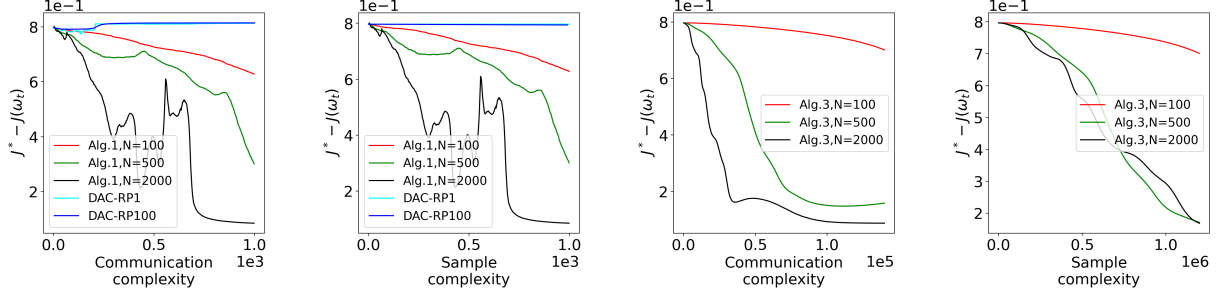 1e−1
8
6
4
2
J* − J(ω_t)
Alg.1,N=100
Alg.1,N=500
Alg.1,N=2000
DAC-RP1
DAC-RP100
0.0
0.5
1.0
1e3
Communication
complexity
1e−1
8
6
4
2
J* − J(ω_t)
Alg.1,N=100
Alg.1,N=500
Alg.1,N=2000
DAC-RP1
DAC-RP100
0.0
0.5
1.0
1e3
Sample
complexity
1e−1
8
6
4
2
J* − J(ω_t)
Alg.3,N=100
Alg.3,N=500
Alg.3,N=2000
0.0
0.5
1.0
1e5
Communication
complexity
1e−1
8
7
6
5
4
3
2
J* − J(ω_t)
Alg.3,N=100
Alg.3,N=500
Alg.3,N=2000
0.0
0.5
1.0
1e6
Sample
complexity